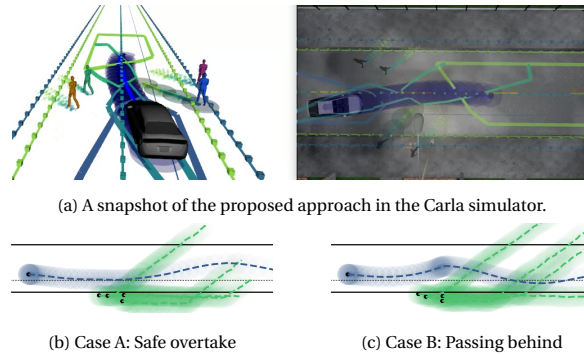 (a) A snapshot of the proposed approach in the Carla simulator.
(b) Case A: Safe overtake
(c) Case B: Passing behind